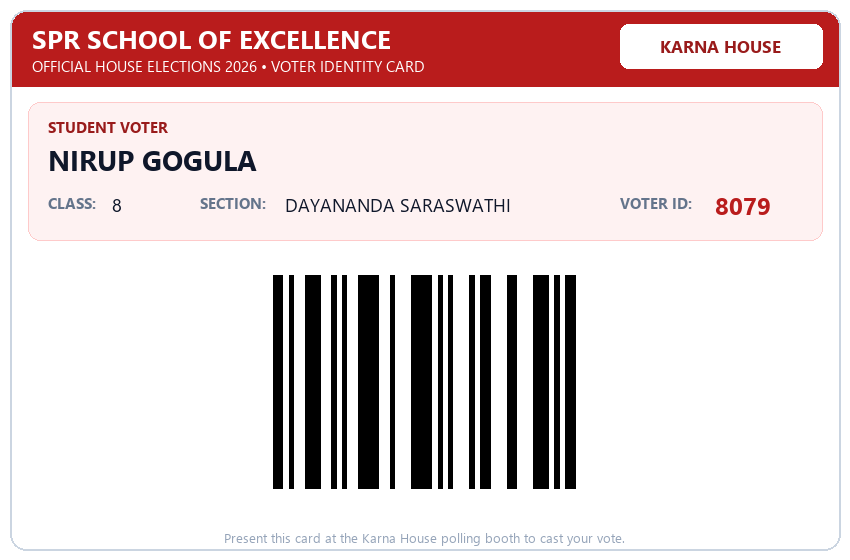 SPR SCHOOL OF EXCELLENCE
OFFICIAL HOUSE ELECTIONS 2026 • VOTER IDENTITY CARD
KARNA HOUSE
STUDENT VOTER
NIRUP GOGULA
CLASS: 8 SECTION: DAYANANDA SARASWATHI VOTER ID: 8079
Present this card at the Karna House polling booth to cast your vote.